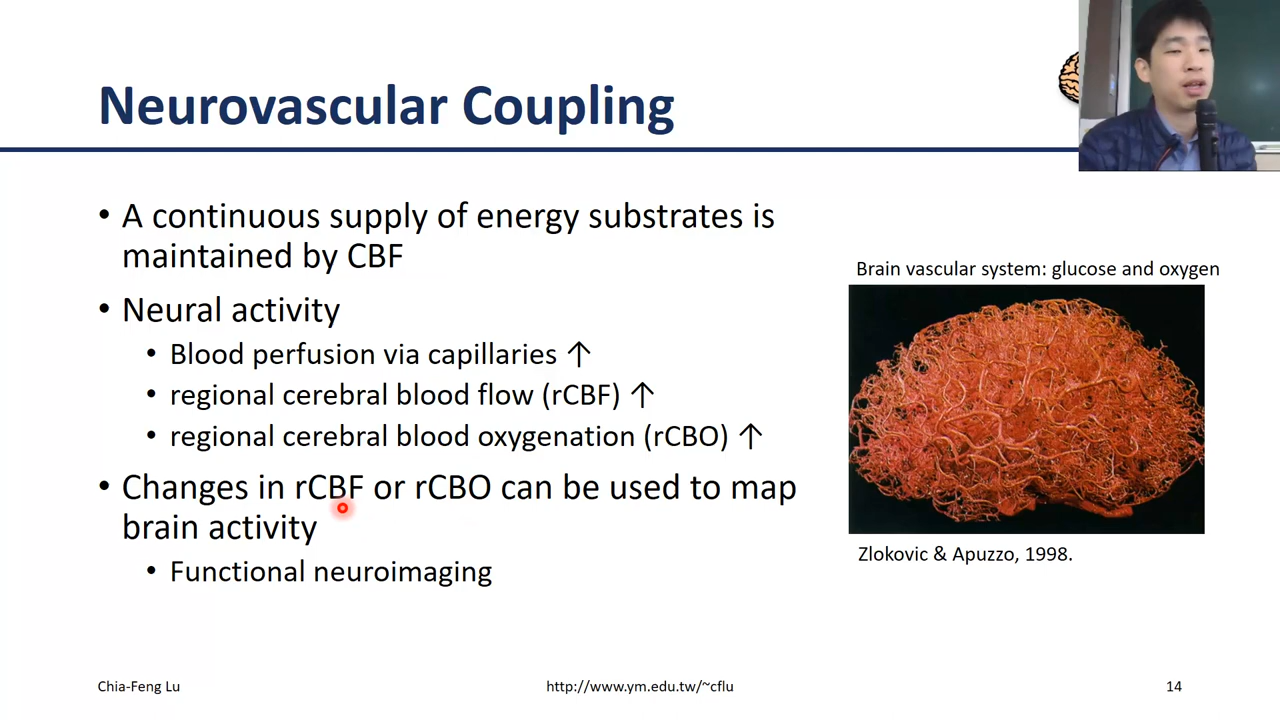 Neurovascular Coupling
• A continuous supply of energy substrates is
maintained by CBF
• Neural activity
• Blood perfusion via capillaries ↑
• regional cerebral blood flow (rCBF) ↑
• regional cerebral blood oxygenation (rCBO) ↑
• Changes in rCBF or rCBO can be used to map
brain activity
• Functional neuroimaging
Brain vascular system: glucose and oxygen
Zlokovic & Apuzzo, 1998.
Chia-Feng Lu
http://www.ym.edu.tw/~cflu
14